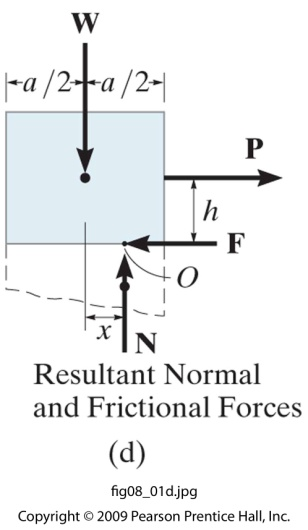 W
a/2 a/2
P
h
F
O
x
N
Resultant Normal
and Frictional Forces
(d)
fig08_01d.jpg
Copyright © 2009 Pearson Prentice Hall, Inc.